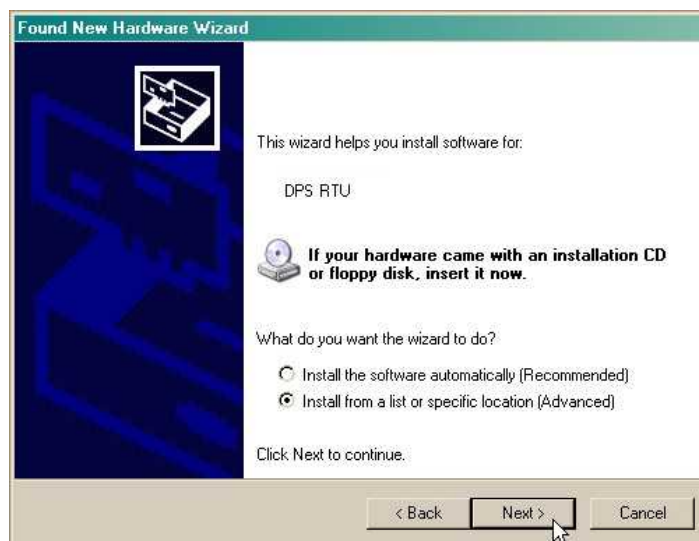 Found New Hardware Wizard
This wizard helps you install software for:
DPS RTU
If your hardware came with an installation CD
or floppy disk, insert it now.
What do you want the wizard to do?
Install the software automatically (Recommended)
Install from a list or specific location (Advanced)
Click Next to continue.
< Back
Next >
Cancel